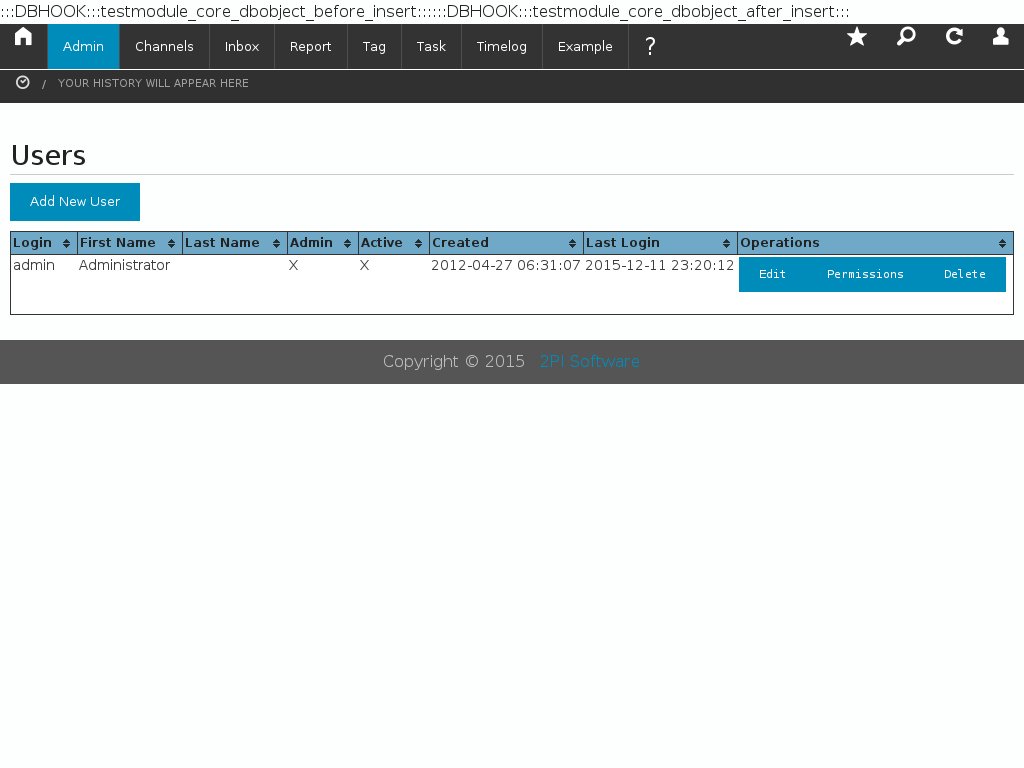 :::DBHOOK:::testmodule_core_dbobject_before_insert::::::DBHOOK:::testmodule_core_dbobject_after_insert:::
Admin Channels Inbox Report Tag Task Timelog Example ?
/ YOUR HISTORY WILL APPEAR HERE
Users
Add New User
Login First Name Last Name Admin Active Created Last Login Operations
admin Administrator X X 2012-04-27 06:31:07 2015-12-11 23:20:12 Edit Permissions Delete
Copyright © 2015 2PI Software